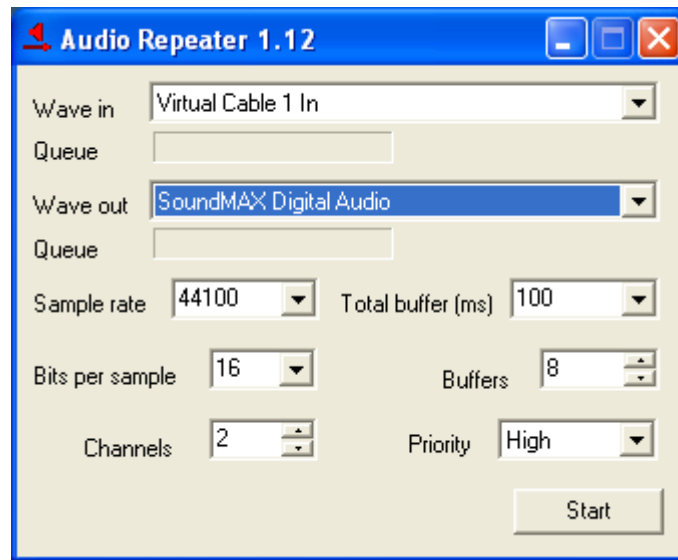 Audio Repeater 1.12
Wave in Virtual Cable 1 In
Queue
Wave out SoundMAX Digital Audio
Queue
Sample rate 44100 Total buffer (ms) 100
Bits per sample 16 Buffers 8
Channels 2 Priority High
Start